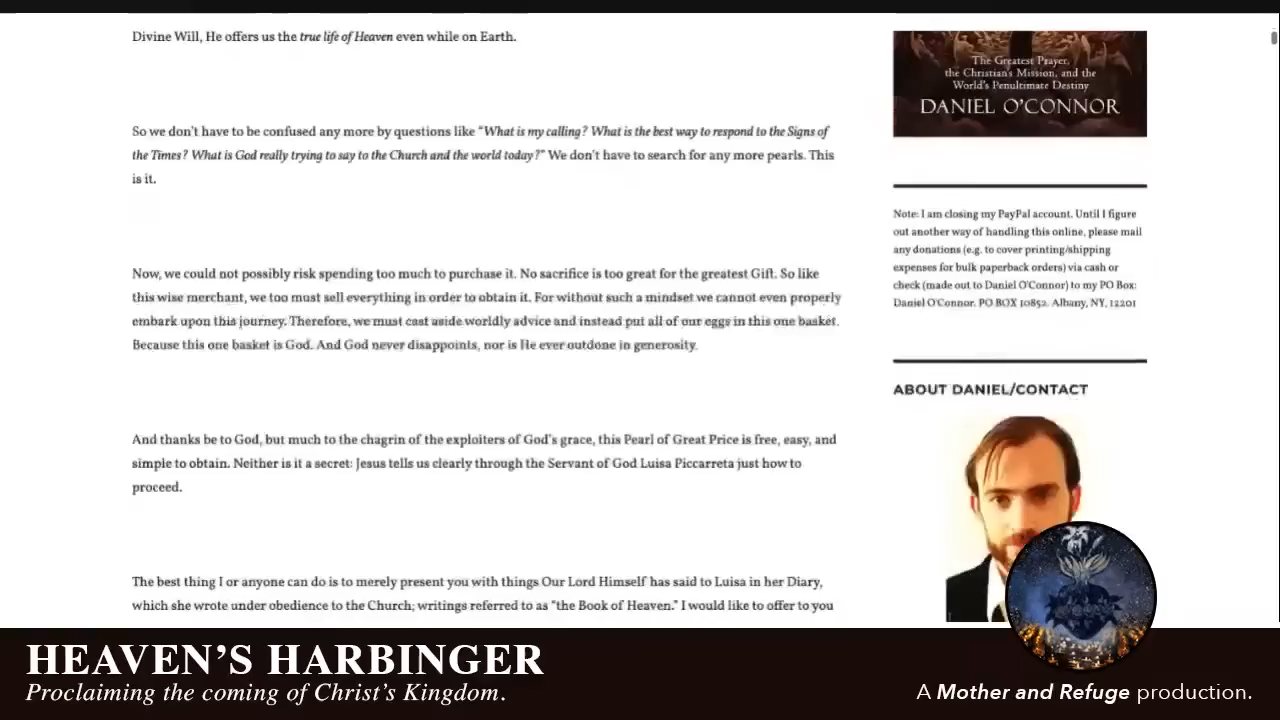 Divine Will, He offers us the true life of Heaven even while on Earth.
So we don't have to be confused any more by questions like "What is my calling? What is the best way to respond to the Signs of
the Times? What is God really trying to say to the Church and the world today?" We don't have to search for any more pearls. This
is it.
Now, we could not possibly risk spending too much to purchase it. No sacrifice is too great for the greatest Gift. So like
this wise merchant, we too must sell everything in order to obtain it. For without such a mindset we cannot even properly
embark upon this journey. Therefore, we must cast aside worldly advice and instead put all of our eggs in this one basket.
Because this one basket is God. And God never disappoints, nor is He ever outdone in generosity.
And thanks be to God, but much to the chagrin of the exploiters of God's grace, this Pearl of Great Price is free, easy, and
simple to obtain. Neither is it a secret: Jesus tells us clearly through the Servant of God Luisa Piccarreta just how to
proceed.
The best thing I or anyone can do is to merely present you with things Our Lord Himself has said to Luisa in her Diary,
which she wrote under obedience to the Church; writings referred to as "the Book of Heaven." I would like to offer to you
The Greatest Prayer,
the Christian's Mission, and the
World's Penultimate Destiny
DANIEL O'CONNOR
Note: I am closing my PayPal account. Until I figure
out another way of handling this online, please mail
any donations (e.g. to cover printing/shipping
expenses for bulk paperback orders) via cash or
check (made out to Daniel O'Connor) to my PO Box:
Daniel O'Connor. PO BOX 10852. Albany, NY, 12201
ABOUT DANIEL/CONTACT
HEAVEN'S HARBINGER
Proclaiming the coming of Christ's Kingdom.
A Mother and Refuge production.